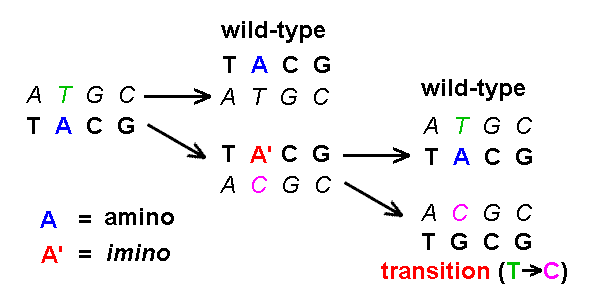 wild-type
T A C G
A T G C
A T G C
T A C G
wild-type
A T G C
T A C G
T A' C G
A C G C
A C G C
T G C G
transition (T→C)
A = amino
A' = imino